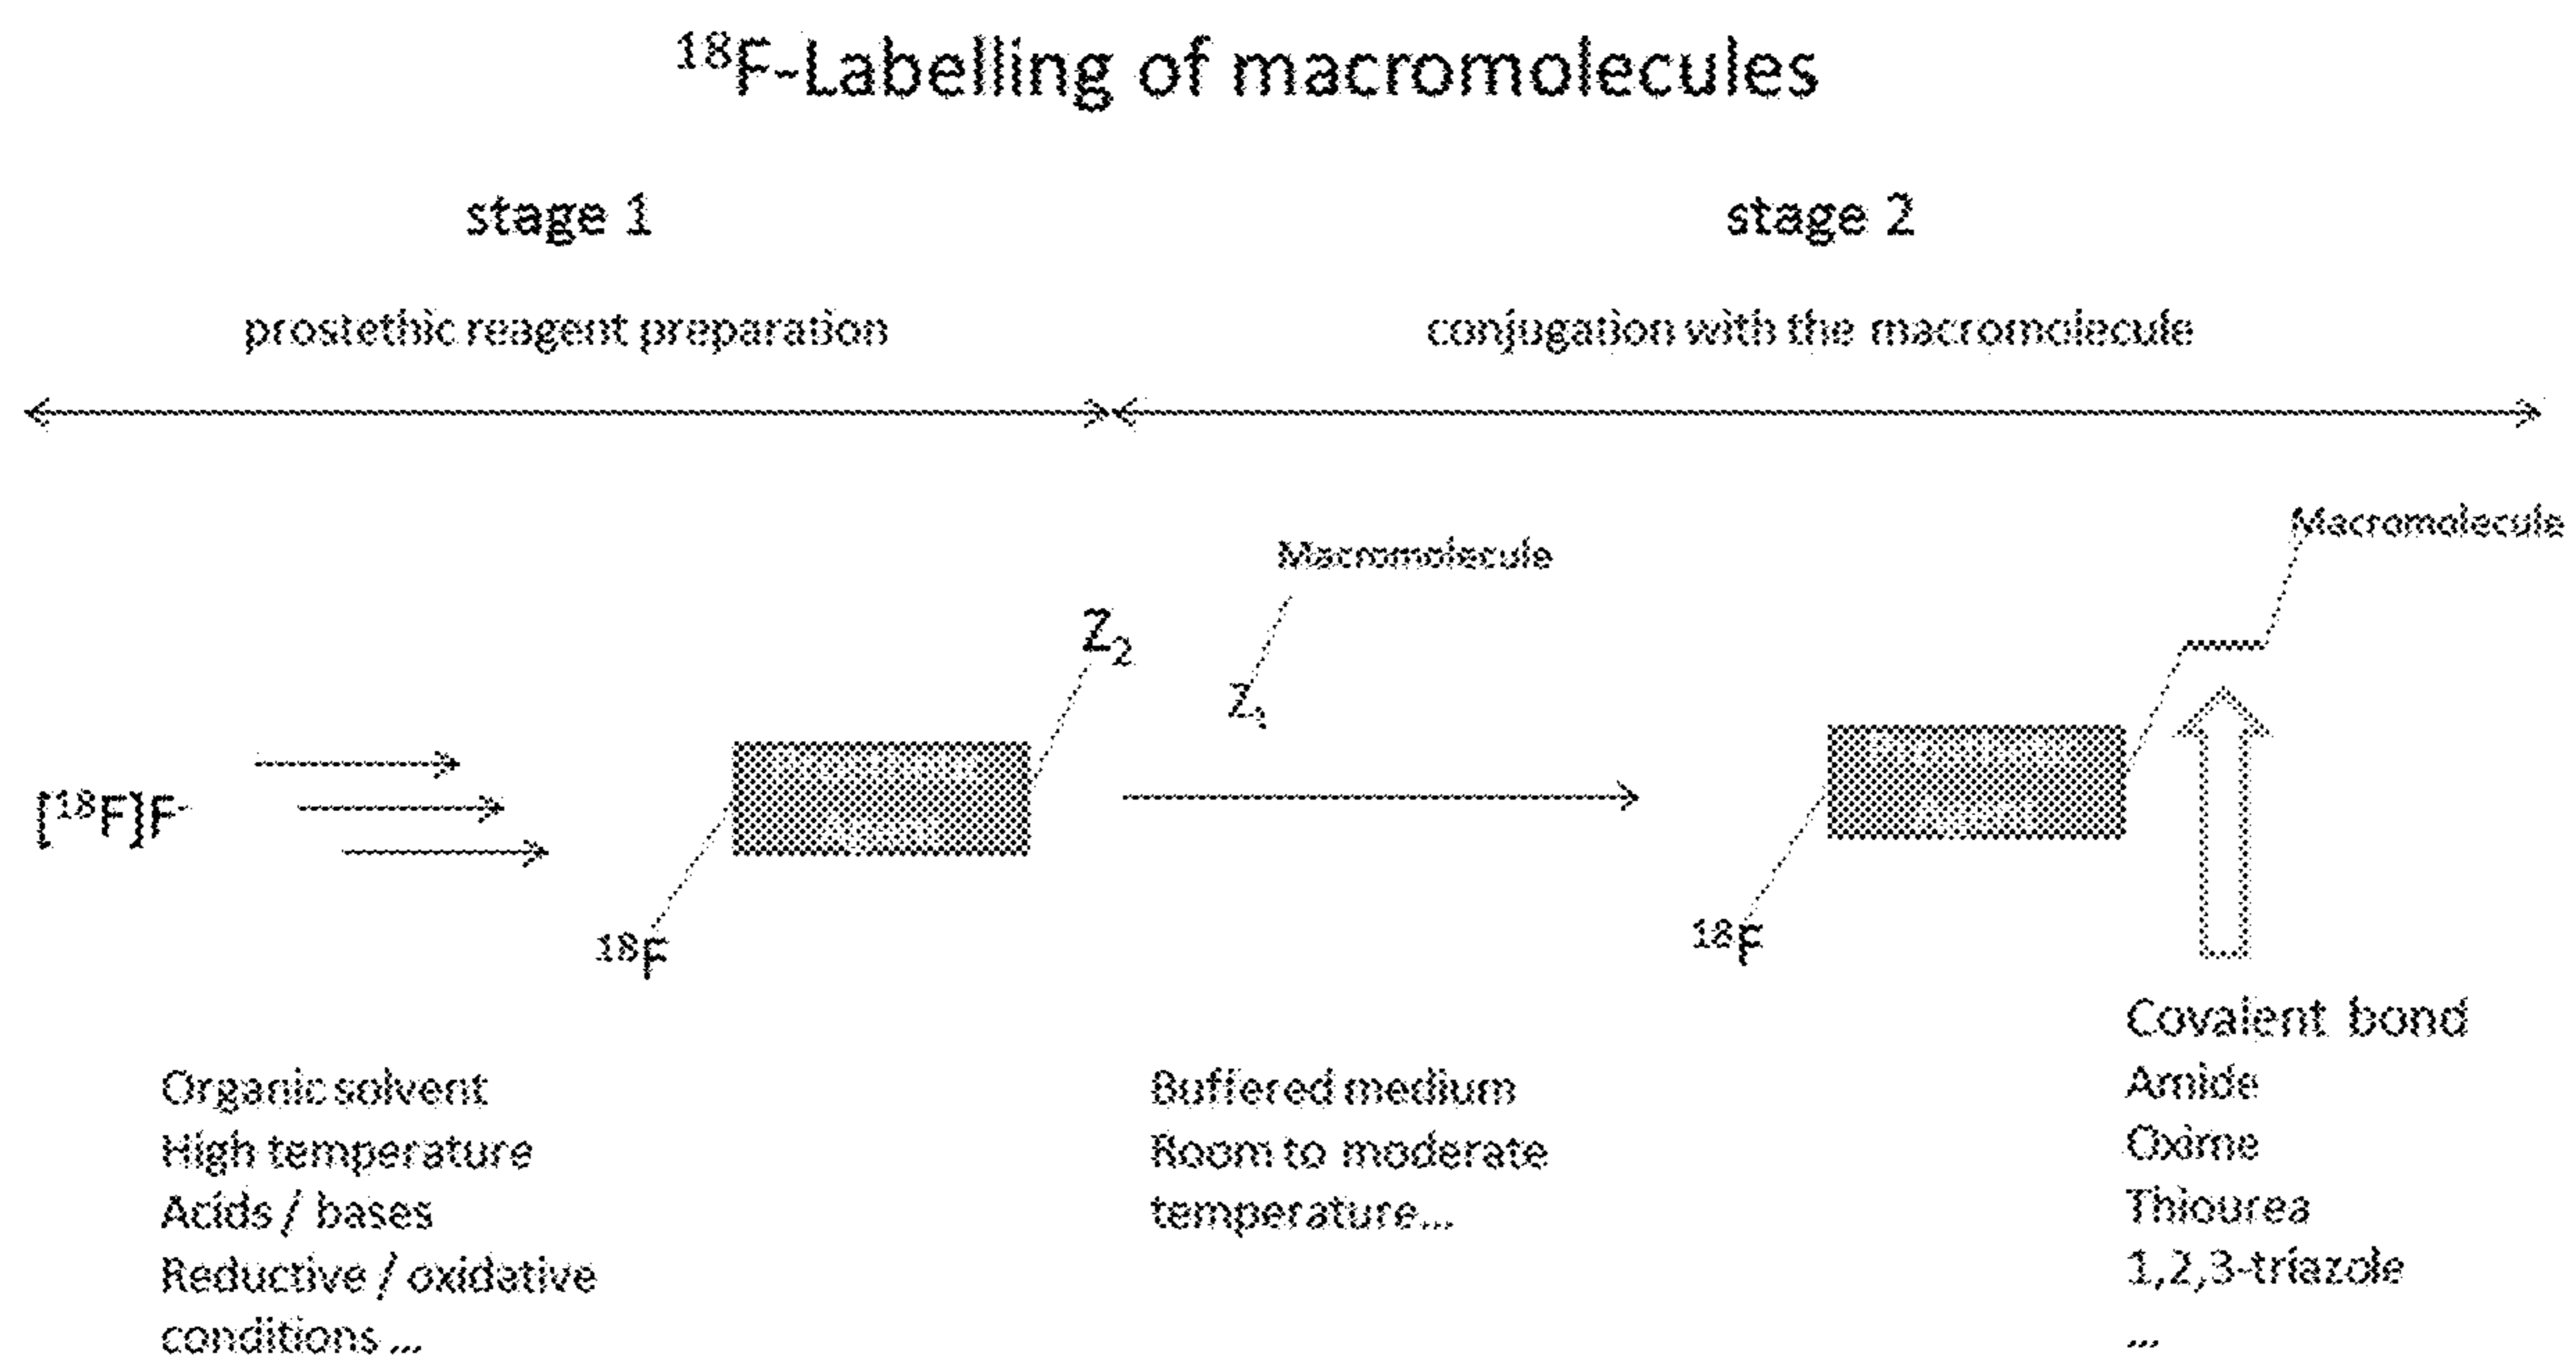 ¹⁸F-Labelling of macromolecules
stage 1
stage 2
prostethic reagent preparation
conjugation with the macromolecule
Macromolecule
Macromolecule
Z₂
Z₁
[¹⁸F]F⁻
¹⁸F
¹⁸F
Organic solvent
High temperature
Acids / bases
Reductive / oxidative
conditions ...
Buffered medium
Room to moderate
temperature...
Covalent bond
Amide
Oxime
Thiourea
1,2,3-triazole
...